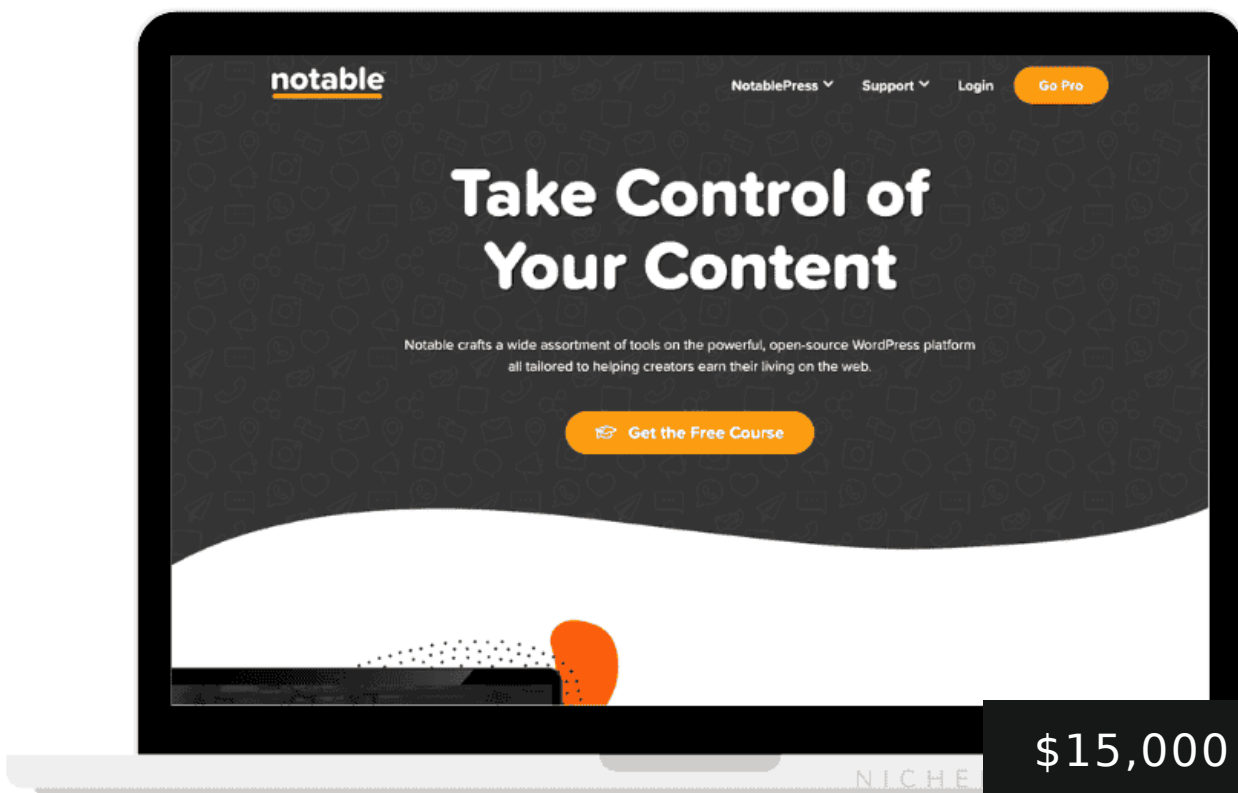 notable
NotablePress
Support
Login
Go Pro
Take Control of
Your Content
Notable crafts a wide assortment of tools on the powerful, open-source WordPress platform
all tailored to helping creators earn their living on the web.
Get the Free Course
$15,000